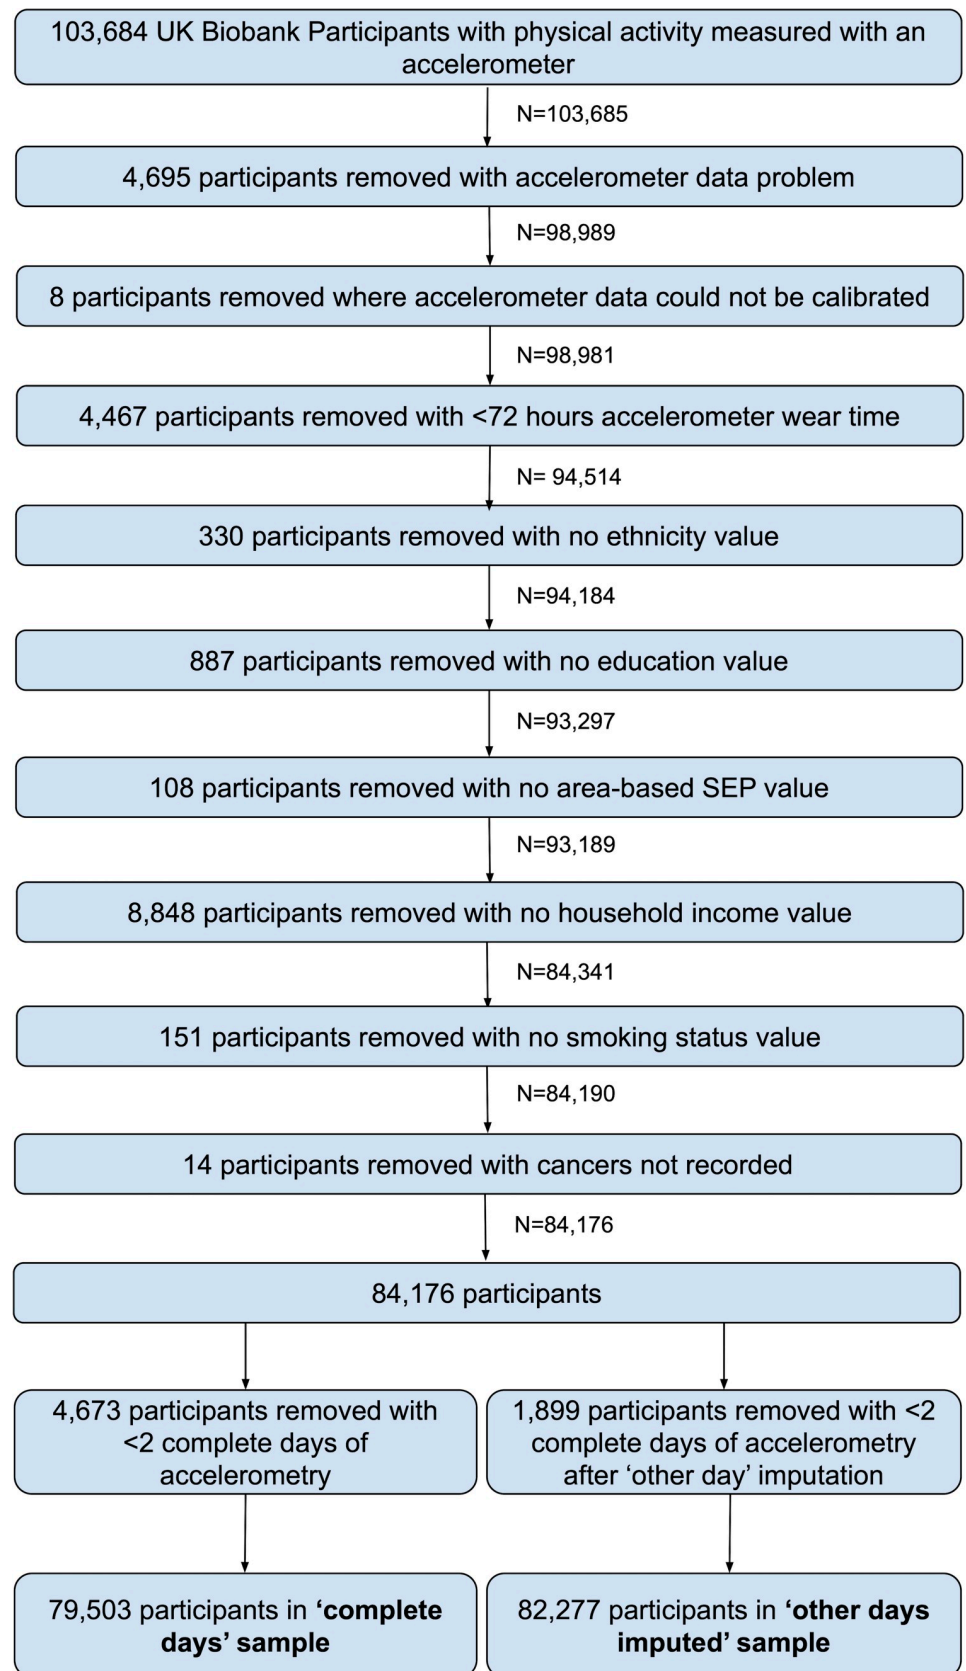 103,684 UK Biobank Participants with physical activity measured with an
accelerometer
N=103,685
4,695 participants removed with accelerometer data problem
N=98,989
8 participants removed where accelerometer data could not be calibrated
N=98,981
4,467 participants removed with <72 hours accelerometer wear time
N= 94,514
330 participants removed with no ethnicity value
N=94,184
887 participants removed with no education value
N=93,297
108 participants removed with no area-based SEP value
N=93,189
8,848 participants removed with no household income value
N=84,341
151 participants removed with no smoking status value
N=84,190
14 participants removed with cancers not recorded
N=84,176
84,176 participants
4,673 participants removed with
<2 complete days of
accelerometry
1,899 participants removed with <2
complete days of accelerometry
after ‘other day’ imputation
79,503 participants in ‘complete
days’ sample
82,277 participants in ‘other days
imputed’ sample